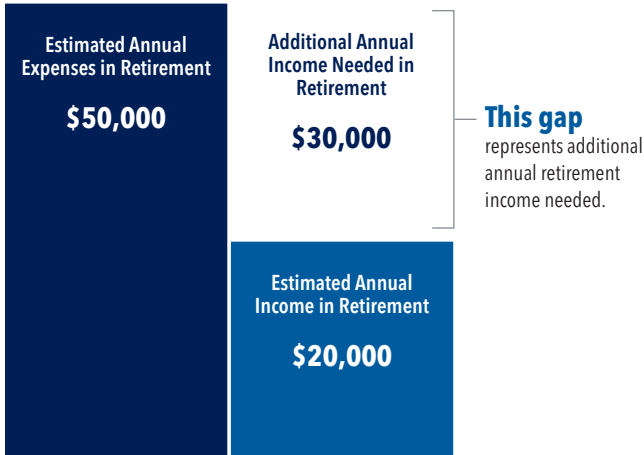 Estimated Annual
Expenses in Retirement
$50,000
Additional Annual
Income Needed in
Retirement
$30,000
This gap
represents additional
annual retirement
income needed.
Estimated Annual
Income in Retirement
$20,000